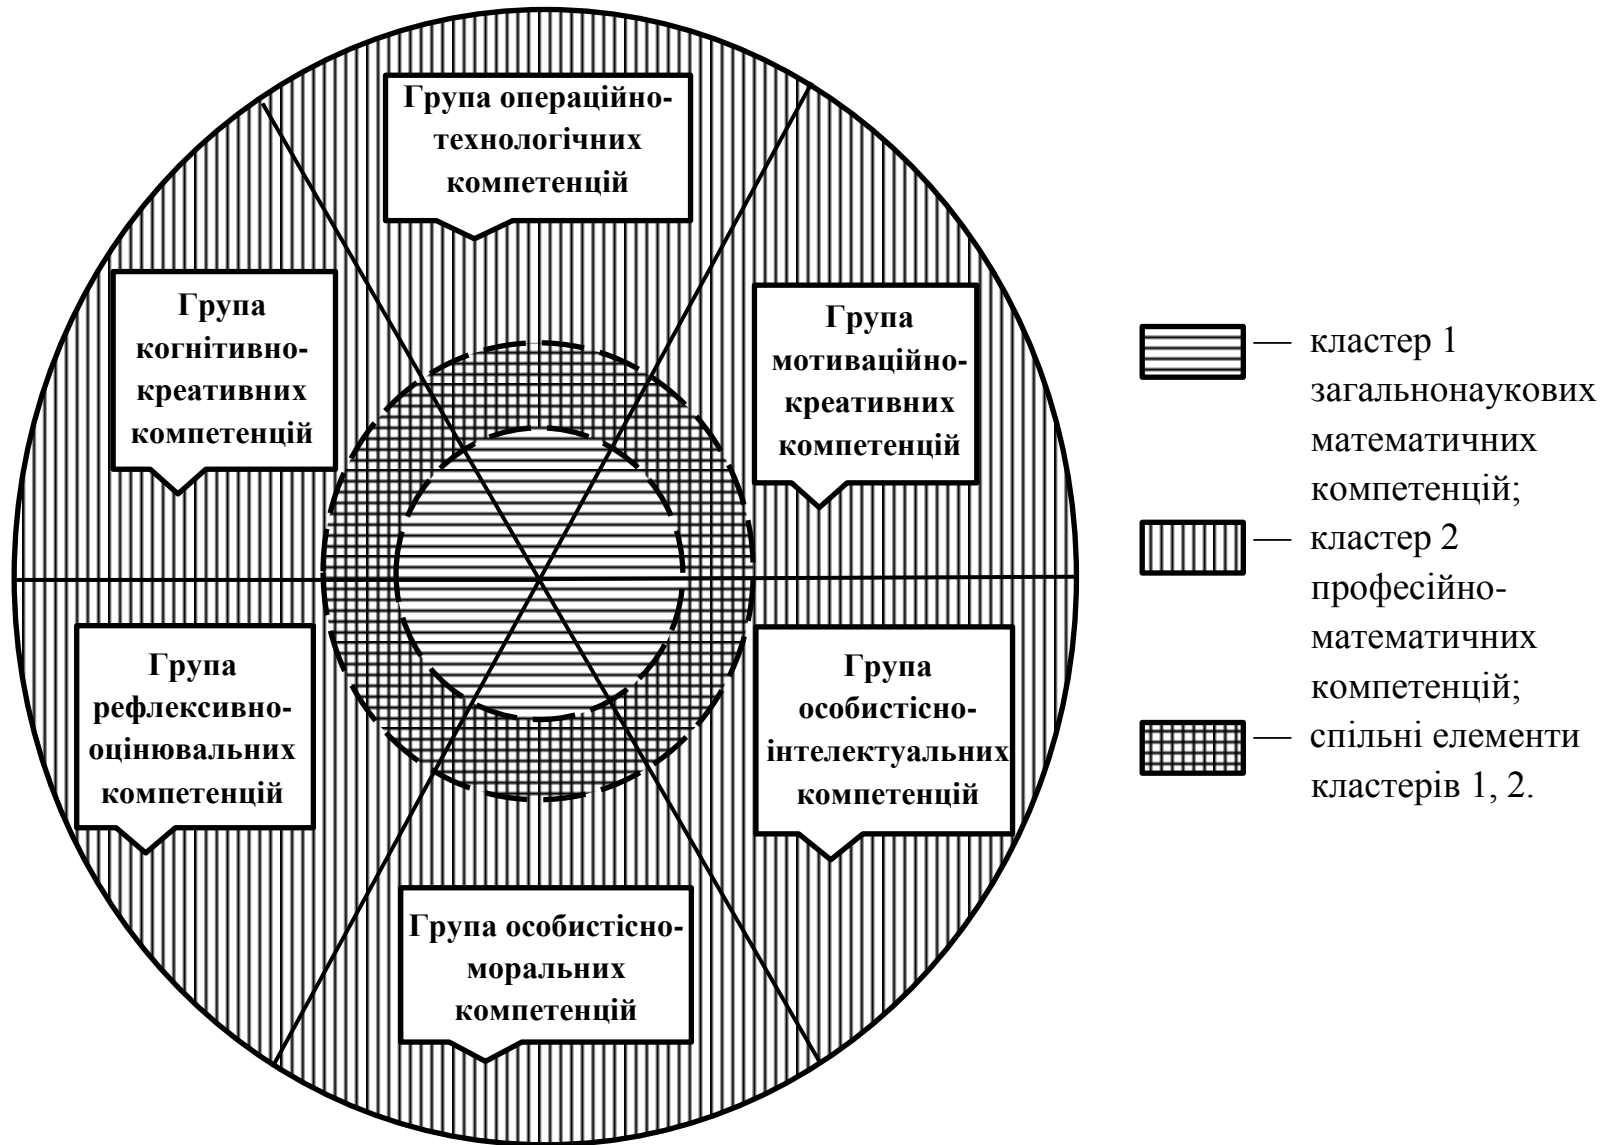 Група операційно-
технологічних
компетенцій
Група
когнітивно-
креативних
компетенцій
Група
мотиваційно-
креативних
компетенцій
Група
рефлексивно-
оцінювальних
компетенцій
Група
особистісно-
інтелектуальних
компетенцій
Група особистісно-
моральних
компетенцій
— кластер 1
загальнонаукових
математичних
компетенцій;
— кластер 2
професійно-
математичних
компетенцій;
— спільні елементи
кластерів 1, 2.